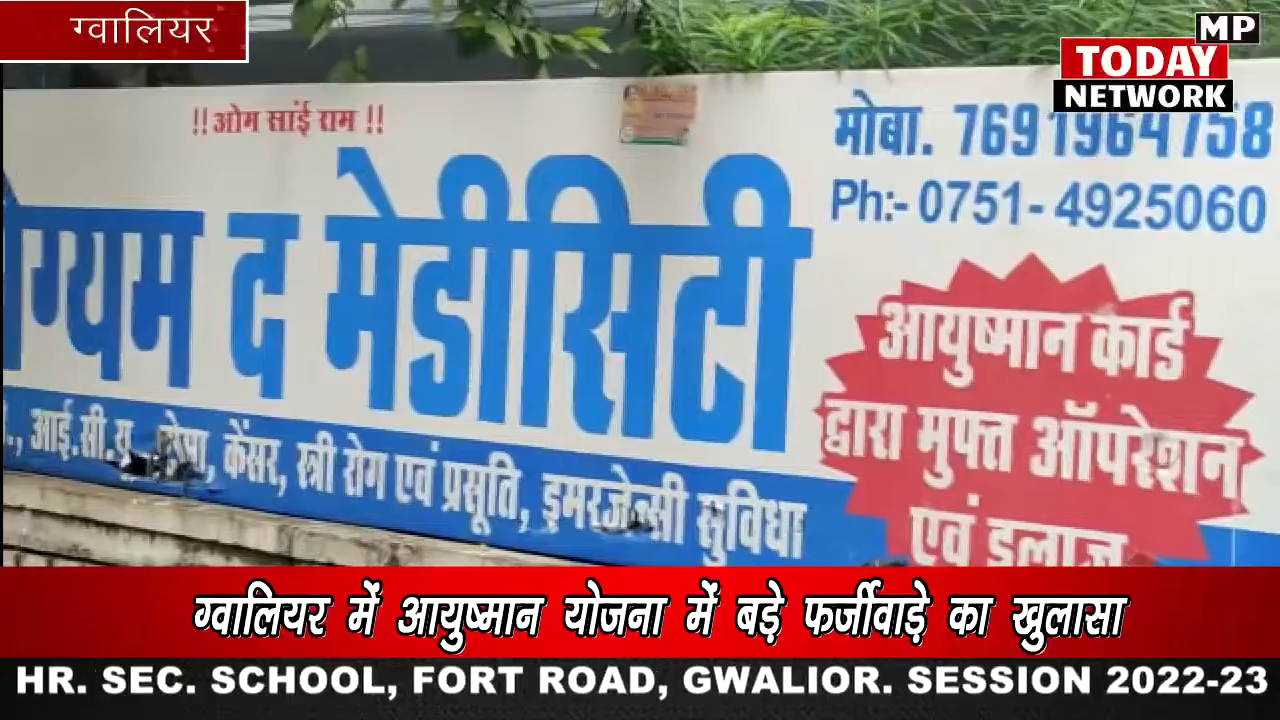 ग्वालियर
MP
TODAY
NETWORK
!!ओम सांई राम !!
मोबा. 7691964758
Ph:- 0751-4925060
ग्यम द मेडीसिटी
आयुष्मान कार्ड
द्वारा मुफ्त ऑपरेशन
एवं इलाज
आई.सी.यू. केंसर, स्त्री रोग एवं प्रसूति, इमरजेन्सी सुविधा
ग्वालियर में आयुष्मान योजना में बड़े फर्जीवाड़े का खुलासा
HR. SEC. SCHOOL, FORT ROAD, GWALIOR. SESSION 2022-23